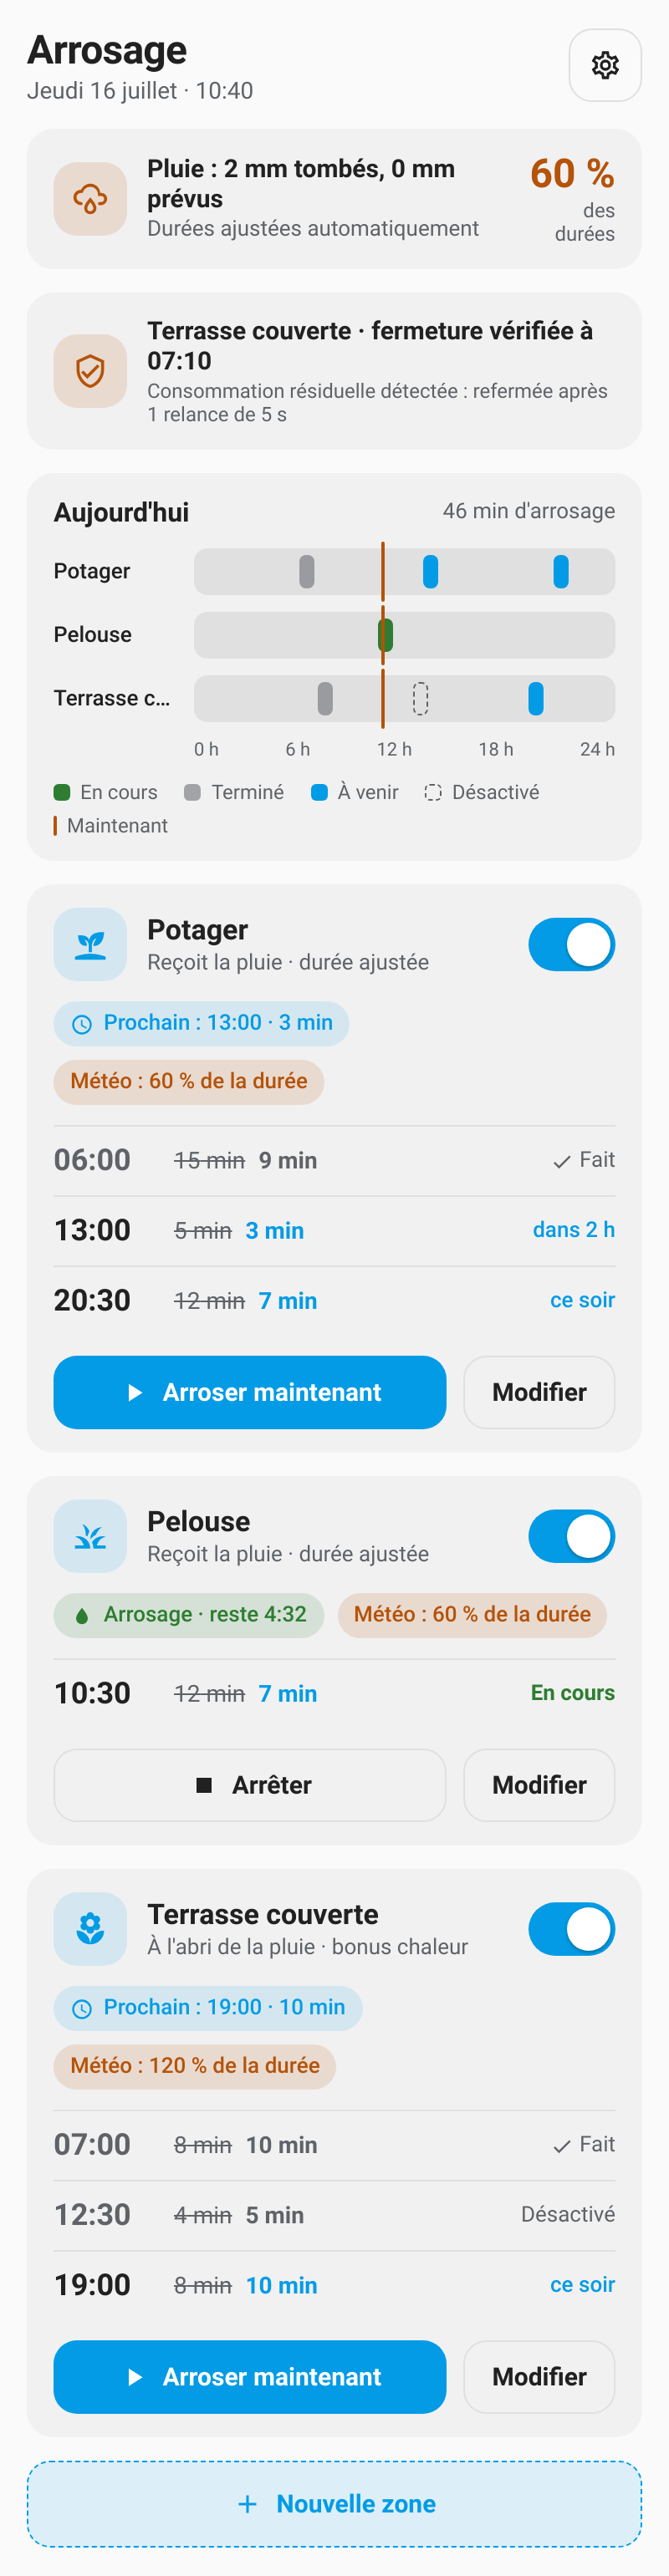 Arrosage
Jeudi 16 juillet · 10:40
Pluie : 2 mm tombés, 0 mm
prévus
Durées ajustées automatiquement
60 %
des
durées
Terrasse couverte · fermeture vérifiée à
07:10
Consommation résiduelle détectée : refermée après
1 relance de 5 s
Aujourd'hui
46 min d'arrosage
Potager
Pelouse
Terrasse c...
0 h 6 h 12 h 18 h 24 h
En cours Terminé À venir Désactivé
Maintenant
Potager
Reçoit la pluie · durée ajustée
Prochain : 13:00 · 3 min
Météo : 60 % de la durée
06:00 15 min 9 min Fait
13:00 5 min 3 min dans 2 h
20:30 12 min 7 min ce soir
Arroser maintenant Modifier
Pelouse
Reçoit la pluie · durée ajustée
Arrosage · reste 4:32 Météo : 60 % de la durée
10:30 12 min 7 min En cours
Arrêter Modifier
Terrasse couverte
À l'abri de la pluie · bonus chaleur
Prochain : 19:00 · 10 min
Météo : 120 % de la durée
07:00 8 min 10 min Fait
12:30 4 min 5 min Désactivé
19:00 8 min 10 min ce soir
Arroser maintenant Modifier
+ Nouvelle zone